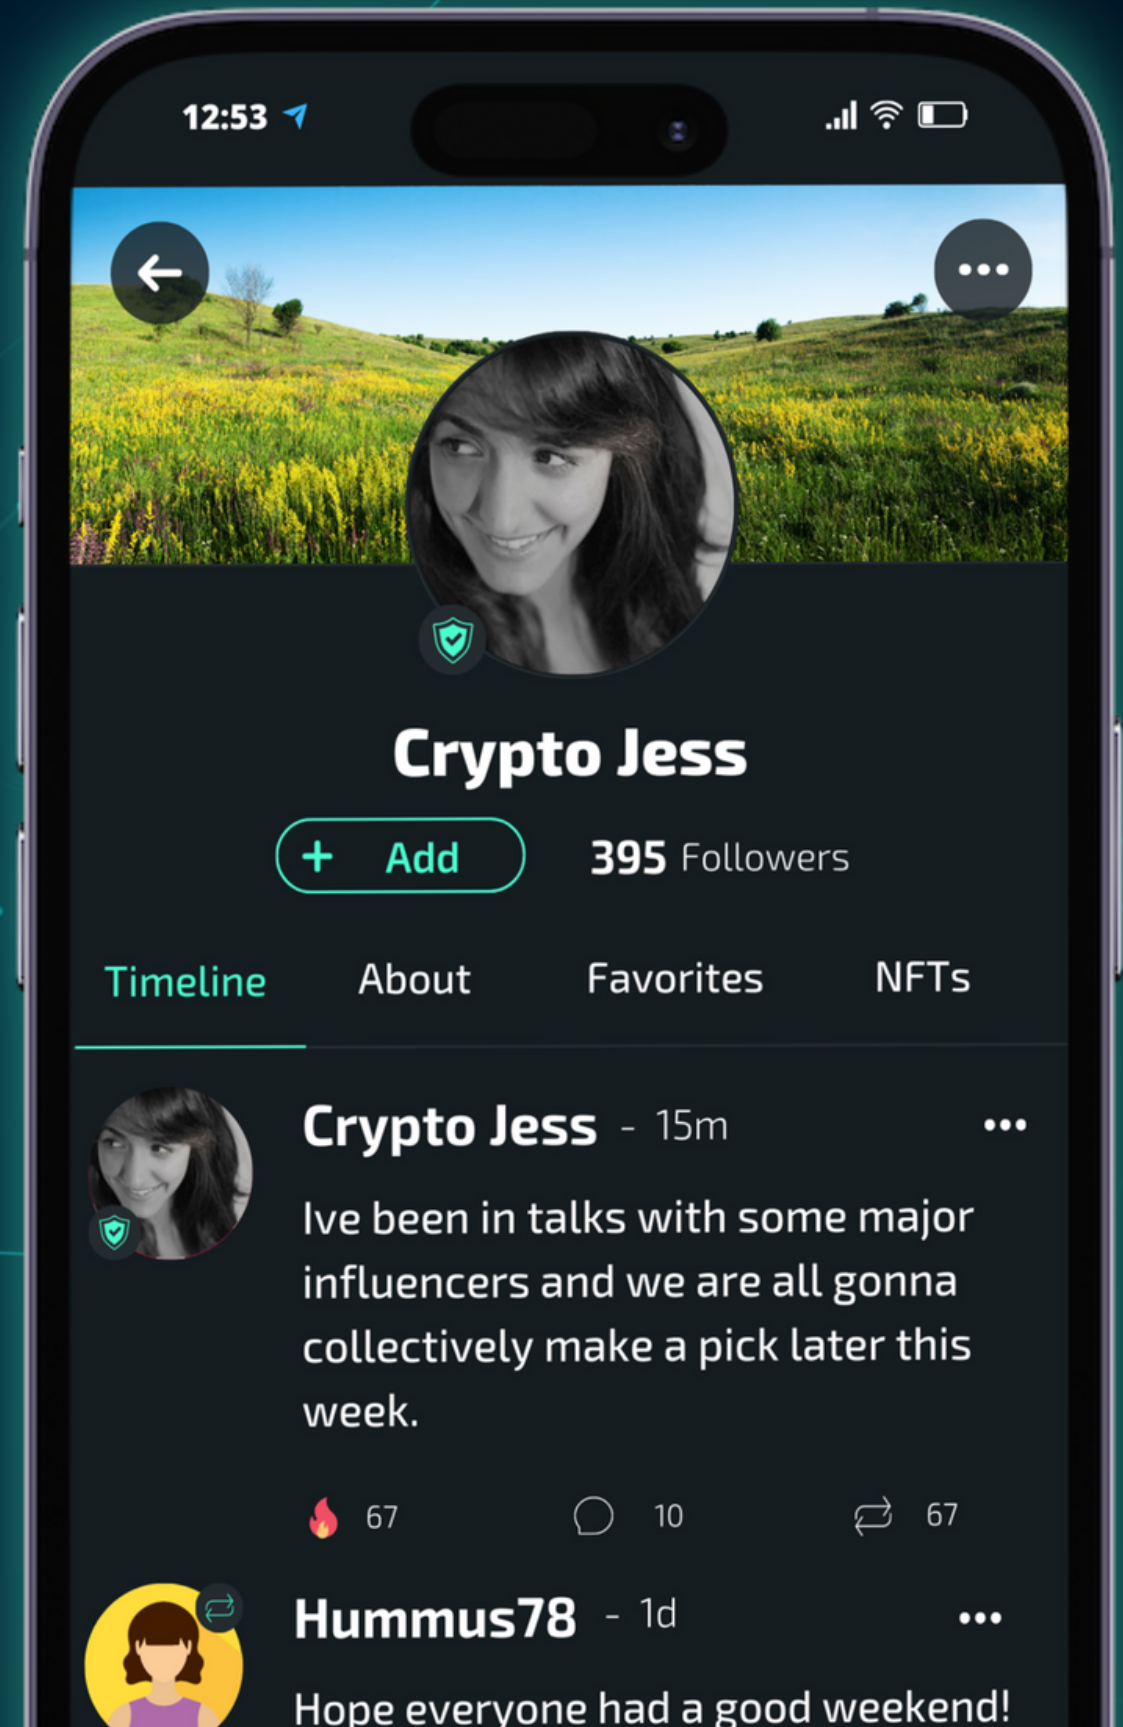 12:53
Crypto Jess
+ Add
395 Followers
Timeline About Favorites NFTs
Crypto Jess - 15m
Ive been in talks with some major
influencers and we are all gonna
collectively make a pick later this
week.
67 10 67
Hummus78 - 1d
Hope everyone had a good weekend!